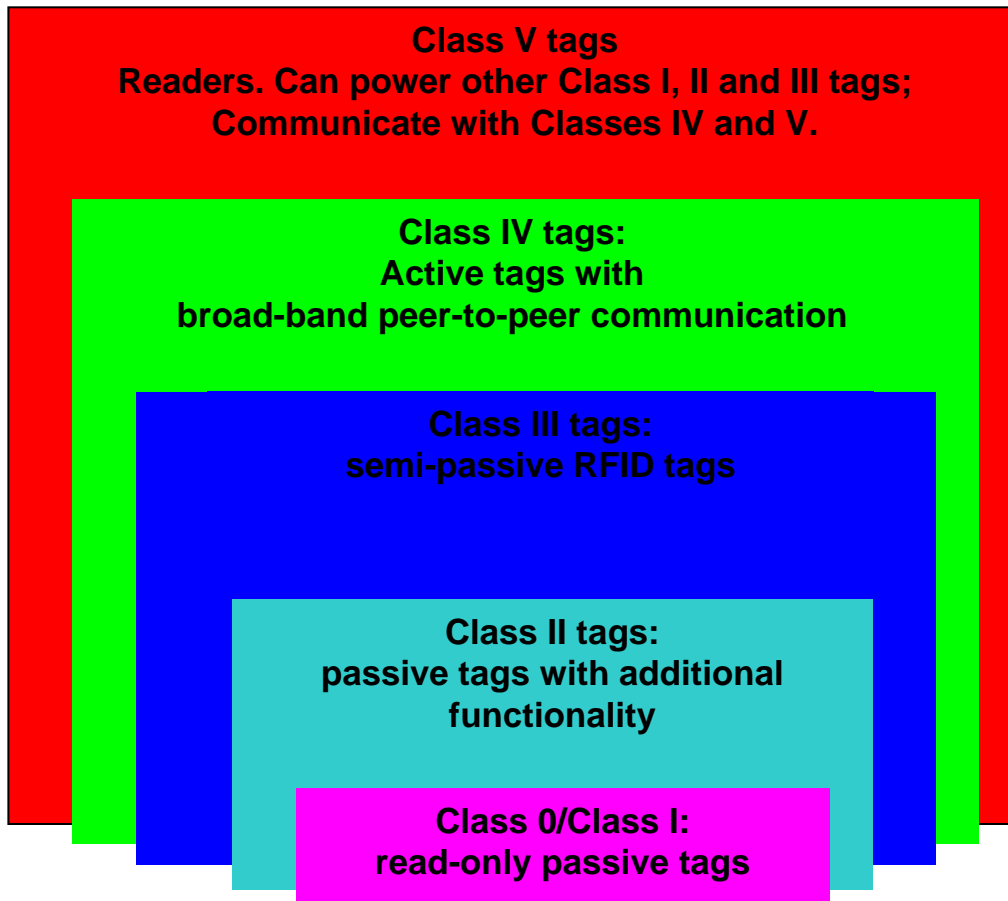 Class V tags
Readers. Can power other Class I, II and III tags;
Communicate with Classes IV and V.
Class IV tags:
Active tags with
broad-band peer-to-peer communication
Class III tags:
semi-passive RFID tags
Class II tags:
passive tags with additional
functionality
Class 0/Class I:
read-only passive tags